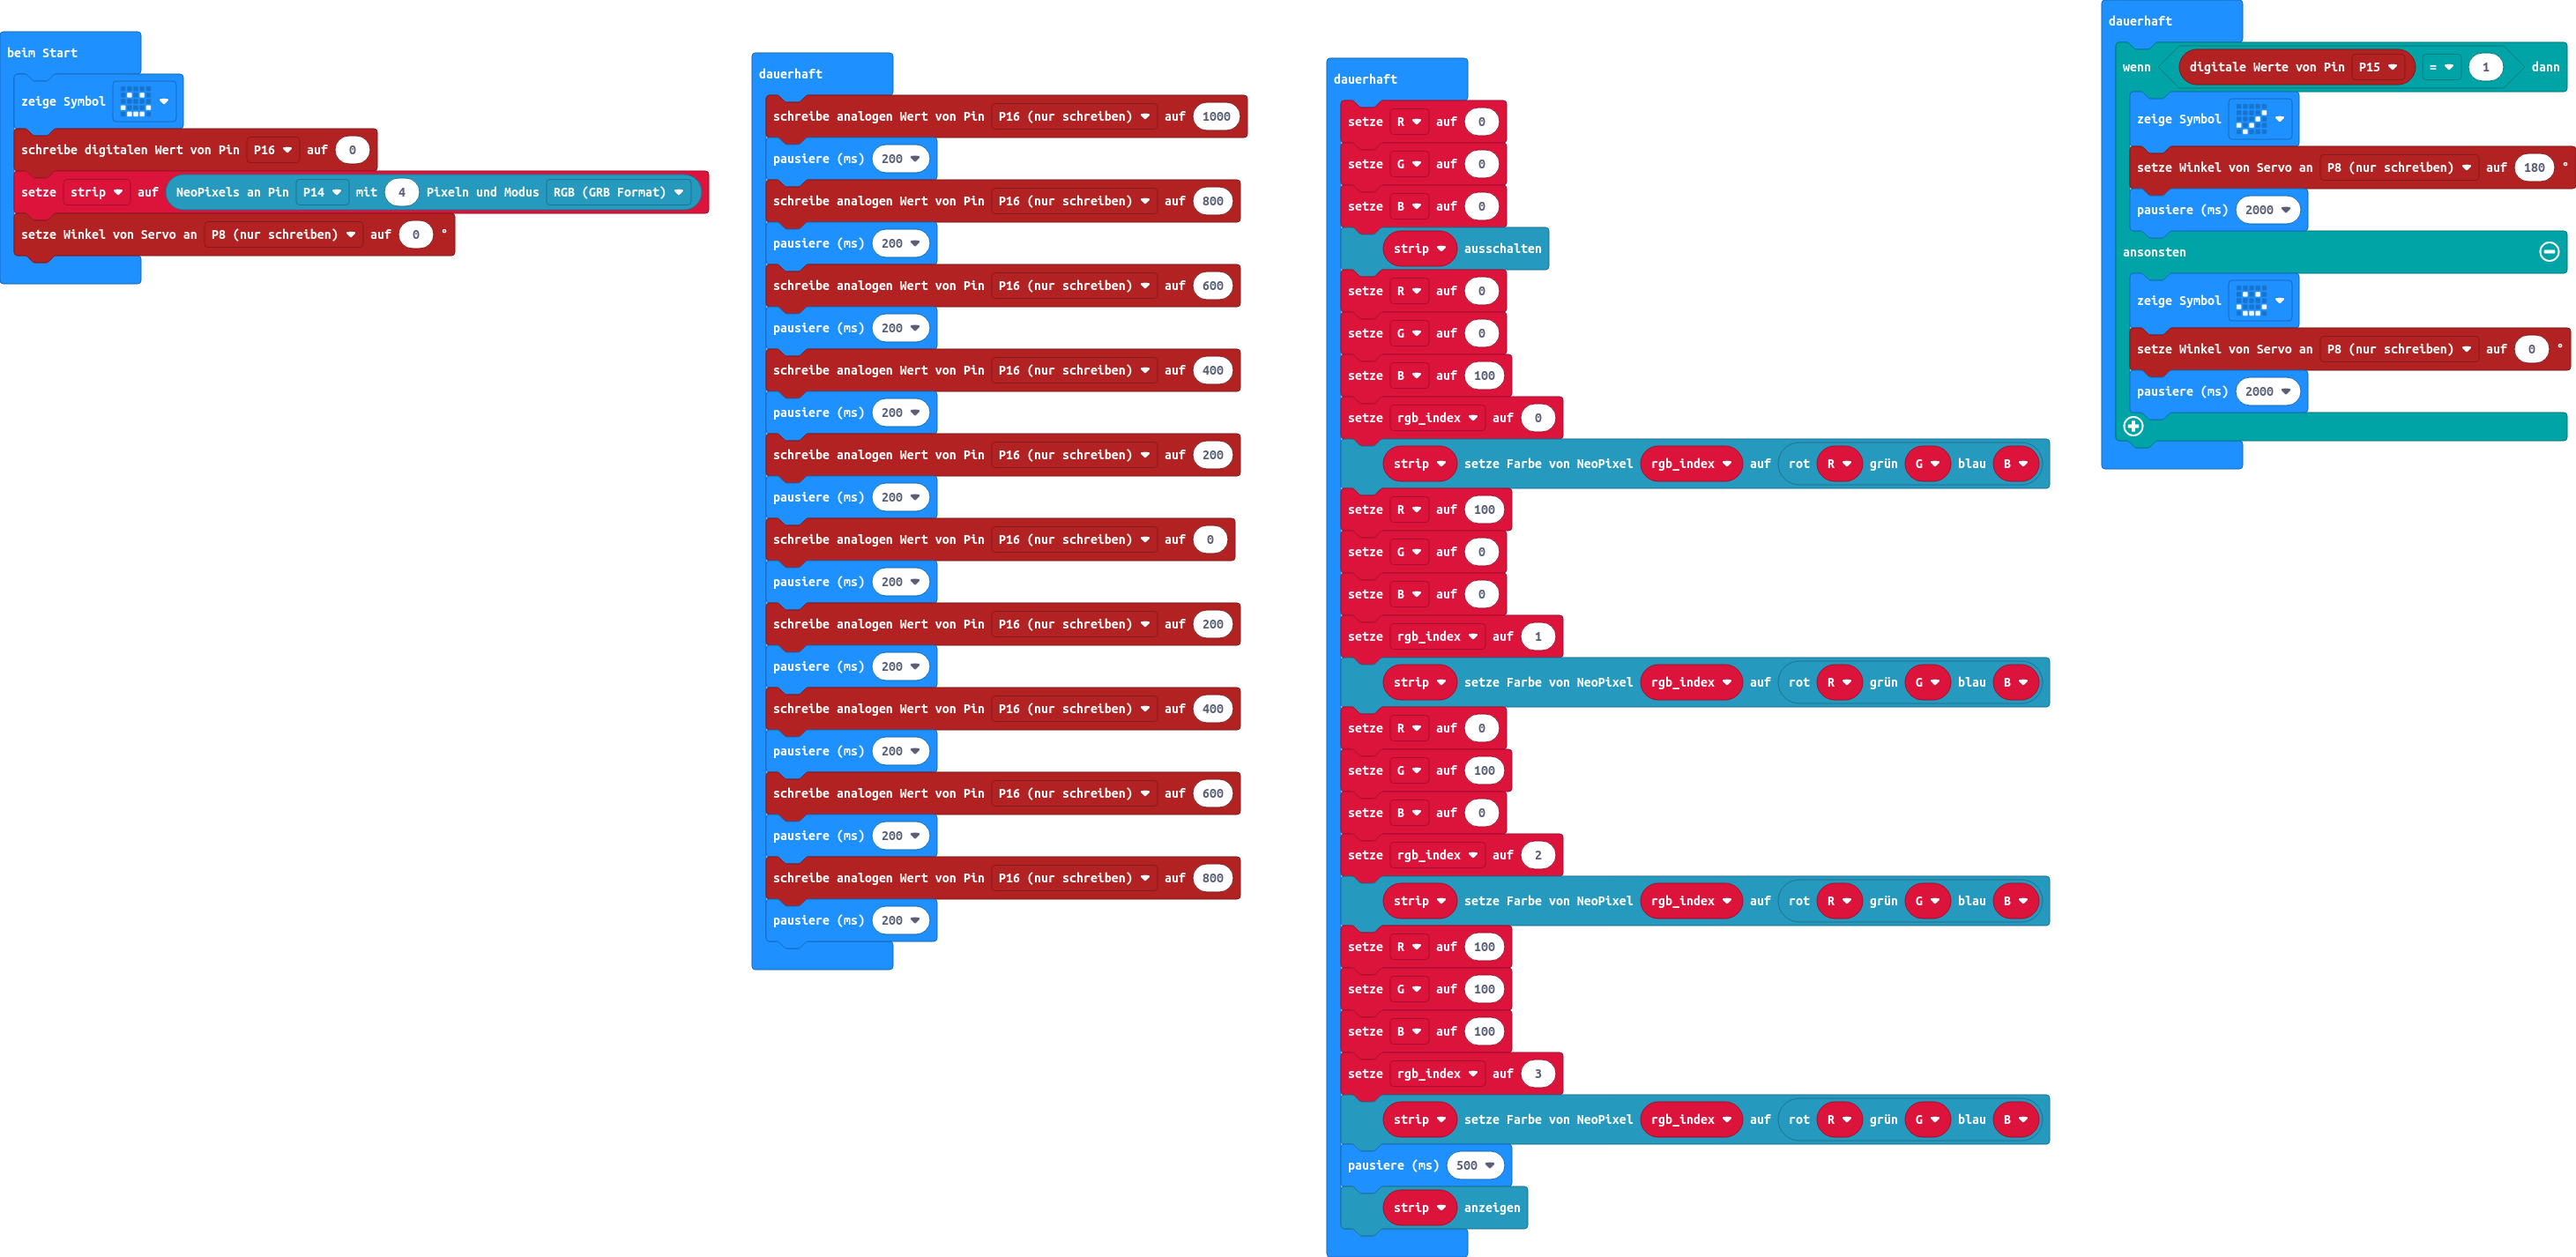 beim Start
zeige Symbol
schreibe digitalen Wert von Pin P16 auf 0
setze strip auf NeoPixels an Pin P14 mit 4 Pixeln und Modus RGB (GRB Format)
setze Winkel von Servo an P8 (nur schreiben) auf 0 °
dauerhaft
schreibe analogen Wert von Pin P16 (nur schreiben) auf 1000
pausiere (ms) 200
schreibe analogen Wert von Pin P16 (nur schreiben) auf 800
pausiere (ms) 200
schreibe analogen Wert von Pin P16 (nur schreiben) auf 600
pausiere (ms) 200
schreibe analogen Wert von Pin P16 (nur schreiben) auf 400
pausiere (ms) 200
schreibe analogen Wert von Pin P16 (nur schreiben) auf 200
pausiere (ms) 200
schreibe analogen Wert von Pin P16 (nur schreiben) auf 0
pausiere (ms) 200
schreibe analogen Wert von Pin P16 (nur schreiben) auf 200
pausiere (ms) 200
schreibe analogen Wert von Pin P16 (nur schreiben) auf 400
pausiere (ms) 200
schreibe analogen Wert von Pin P16 (nur schreiben) auf 600
pausiere (ms) 200
schreibe analogen Wert von Pin P16 (nur schreiben) auf 800
pausiere (ms) 200
dauerhaft
setze R auf 0
setze G auf 0
setze B auf 0
strip ausschalten
setze R auf 0
setze G auf 0
setze B auf 100
setze rgb_index auf 0
strip setze Farbe von NeoPixel rgb_index auf rot R grün G blau B
setze R auf 100
setze G auf 0
setze B auf 0
setze rgb_index auf 1
strip setze Farbe von NeoPixel rgb_index auf rot R grün G blau B
setze R auf 0
setze G auf 100
setze B auf 0
setze rgb_index auf 2
strip setze Farbe von NeoPixel rgb_index auf rot R grün G blau B
setze R auf 100
setze G auf 100
setze B auf 100
setze rgb_index auf 3
strip setze Farbe von NeoPixel rgb_index auf rot R grün G blau B
pausiere (ms) 500
strip anzeigen
dauerhaft
wenn digitale Werte von Pin P15 = 1 dann
zeige Symbol
setze Winkel von Servo an P8 (nur schreiben) auf 180 °
pausiere (ms) 2000
ansonsten
zeige Symbol
setze Winkel von Servo an P8 (nur schreiben) auf 0 °
pausiere (ms) 2000